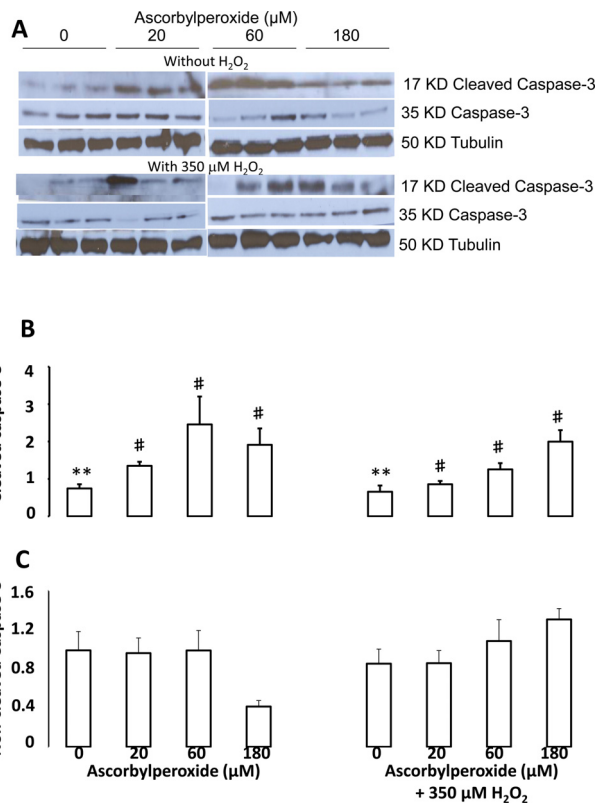 A
Ascorbylperoxide (µM)
0 20 60 180
Without H₂O₂
17 KD Cleaved Caspase-3
35 KD Caspase-3
50 KD Tubulin
With 350 µM H₂O₂
17 KD Cleaved Caspase-3
35 KD Caspase-3
50 KD Tubulin
B
4
3
2
1
0
** # # #
** # # #
C
1.6
1.2
0.8
0.4
0
0 20 60 180
Ascorbylperoxide (µM)
0 20 60 180
Ascorbylperoxide (µM)
+ 350 µM H₂O₂